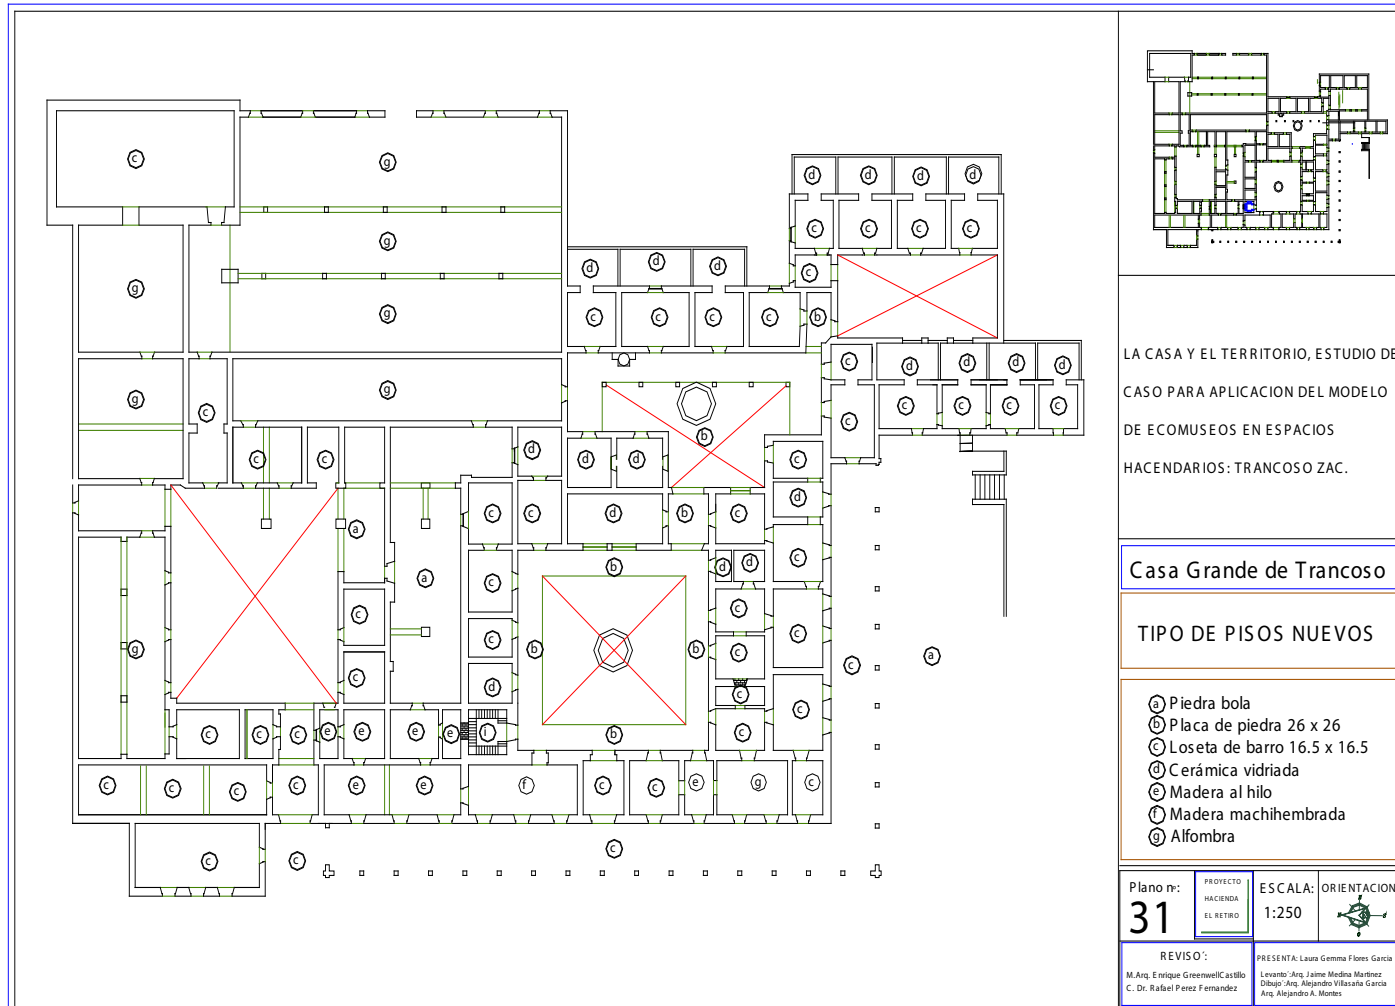 c
g
d d d d
c c c c
g
d d d
c
g
g
c c c c b
c
d d d d
g
g
c
c
c c c c
b
c
c
d
d
d
c
d
c
c
d
b
c
a
c
a
b
c
c
d
d
c
c
c
b
b
c
c
g
c
c
c
a
d
c
c
c
c
c
e
e
e
e
i
b
c
c
c
c
c
e
e
f
c
c
e
g
c
c
c
c
LA CASA Y EL TERRITORIO, ESTUDIO DE
CASO PARA APLICACION DEL MODELO
DE ECOMUSEOS EN ESPACIOS
HACENDARIOS: TRANCOSO ZAC.
Casa Grande de Trancoso
TIPO DE PISOS NUEVOS
a Piedra bola
b Placa de piedra 26 x 26
c Loseta de barro 16.5 x 16.5
d Cerámica vidriada
e Madera al hilo
f Madera machihembrada
g Alfombra
Plano nº:
31
PROYECTO
HACIENDA
EL RETIRO
ESCALA:
1:250
ORIENTACION
REVISO´:
M.Arq. Enrique GreenwellCastillo
C. Dr. Rafael Perez Fernandez
PRESENTA: Laura Gemma Flores Garcia
Levanto´:Arq. Jaime Medina Martinez
Dibujo´:Arq. Alejandro Villasaña Garcia
Arq. Alejandro A. Montes